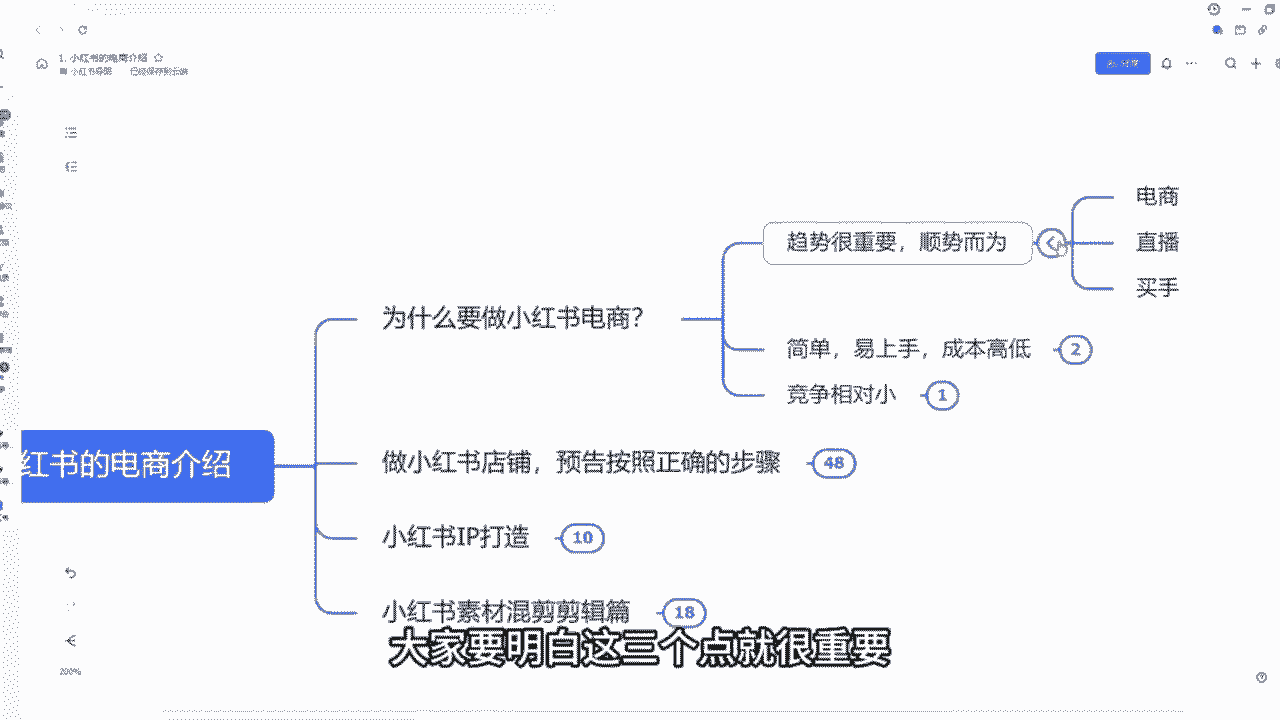 1. 小红书的电商介绍
小红书导图 已经保存到云端
电商
趋势很重要，顺势而为
直播
买手
为什么要做小红书电商？
简单，易上手，成本高低 2
竞争相对小 1
红书的电商介绍
做小红书店铺，预告按照正确的步骤 48
小红书IP打造 10
小红书素材混剪剪辑篇 18
大家要明白这三个点就很重要
200%